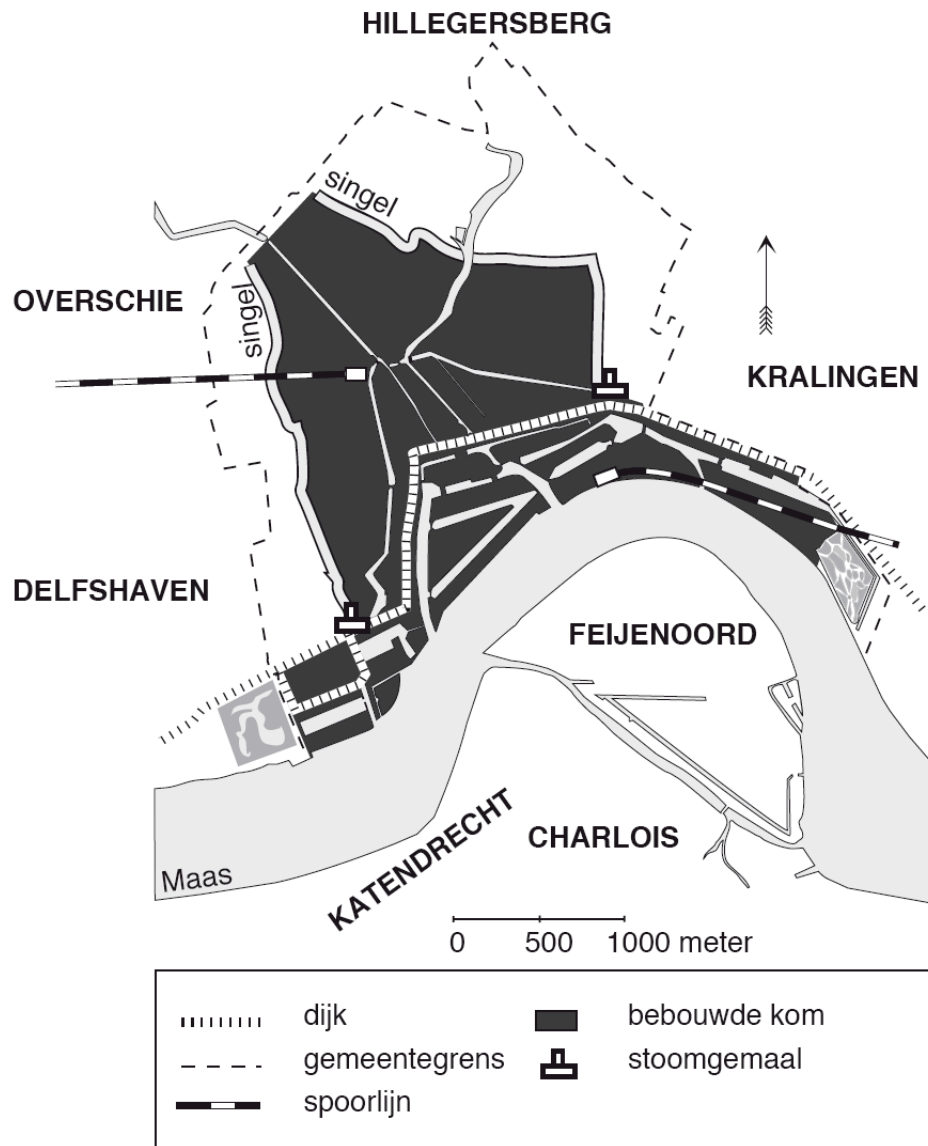 HILLEGERSBERG
singel
OVERSCHIE
singel
KRALINGEN
DELFSHAVEN
FEIJENOORD
KATENDRECHT
CHARLOIS
Maas
0 500 1000 meter
dijk
bebouwde kom
gemeentegrens
stoomgemaal
spoorlijn